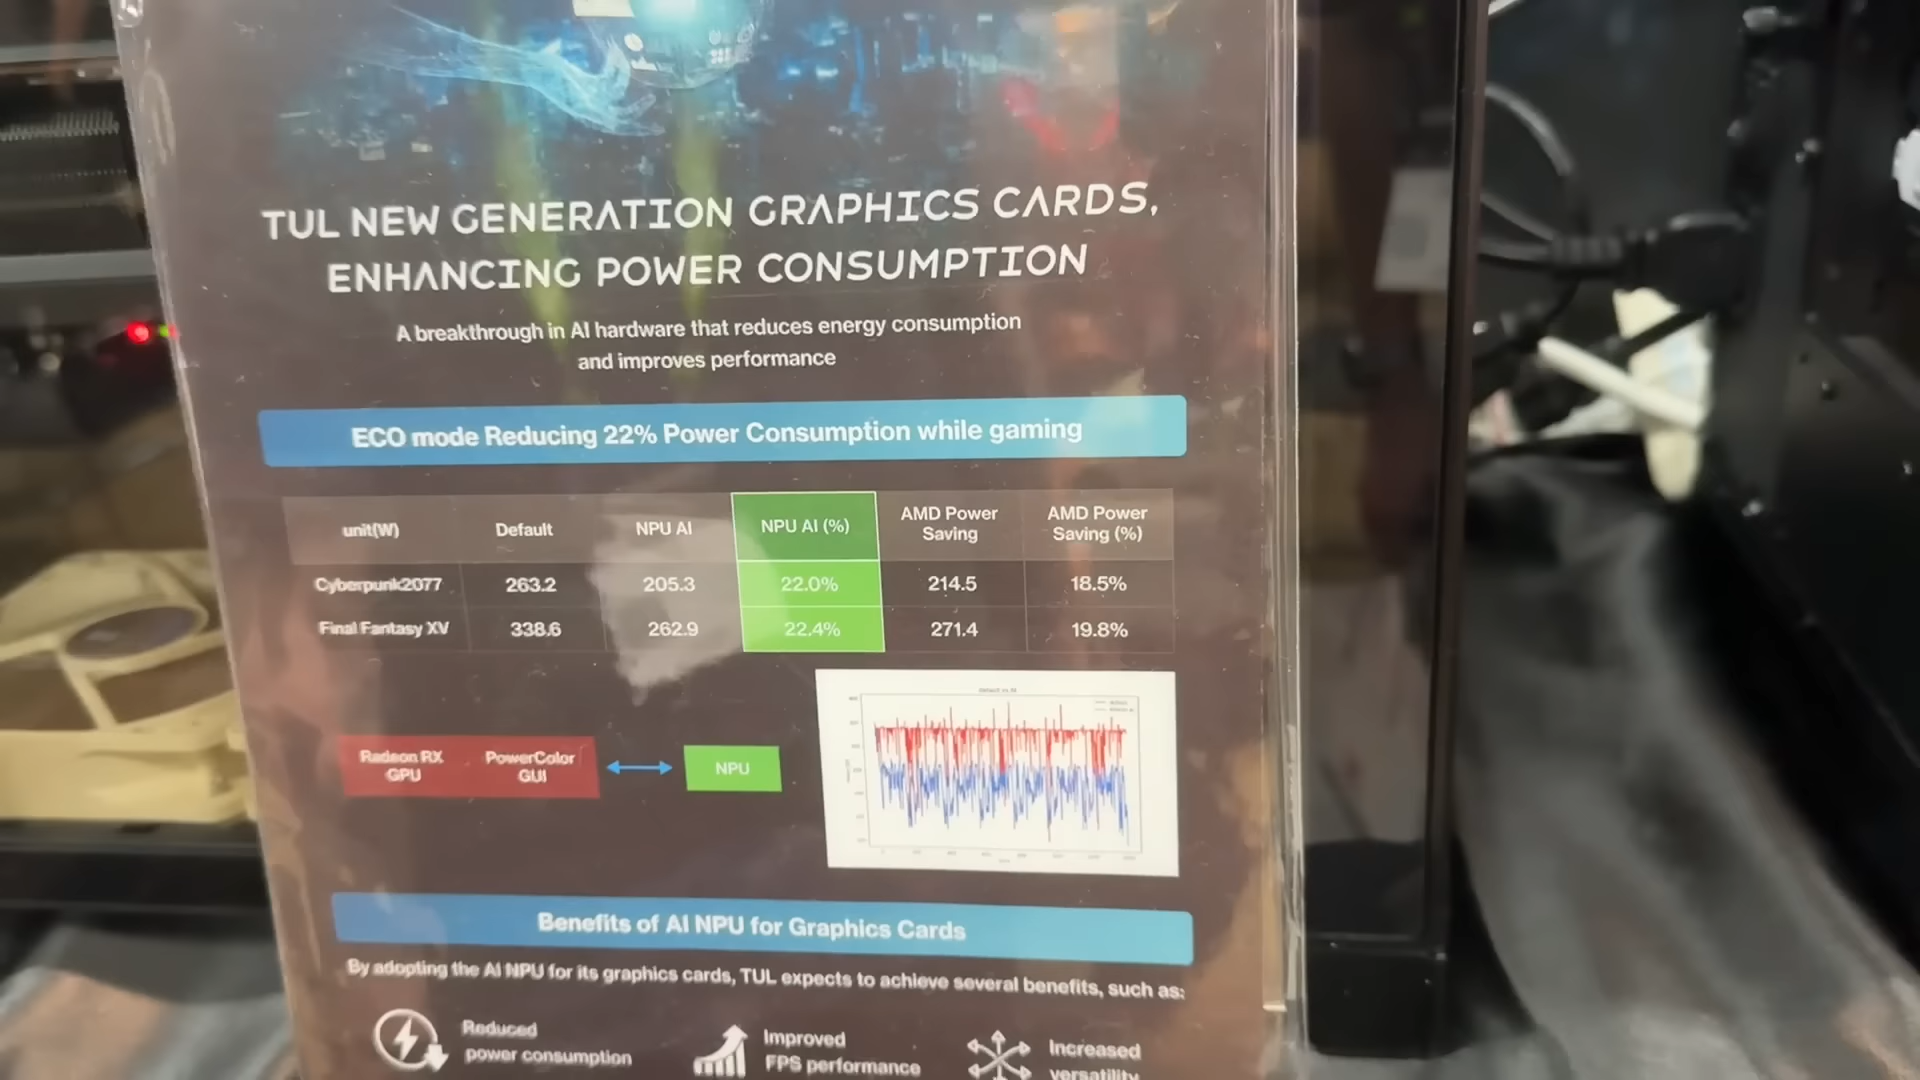 TUL NEW GENERATION GRAPHICS CARDS,
ENHANCING POWER CONSUMPTION
A breakthrough in AI hardware that reduces energy consumption
and improves performance
ECO mode Reducing 22% Power Consumption while gaming
unit(W) Default NPU AI NPU AI (%) AMD Power Saving AMD Power Saving (%)
Cyberpunk2077 263.2 205.3 22.0% 214.5 18.5%
Final Fantasy XV 338.6 262.9 22.4% 271.4 19.8%
Radeon RX GPU
PowerColor GUI
NPU
Benefits of AI NPU for Graphics Cards
By adopting the AI NPU for its graphics cards, TUL expects to achieve several benefits, such as:
Reduced
power consumption
Improved
FPS performance
Increased
versatility